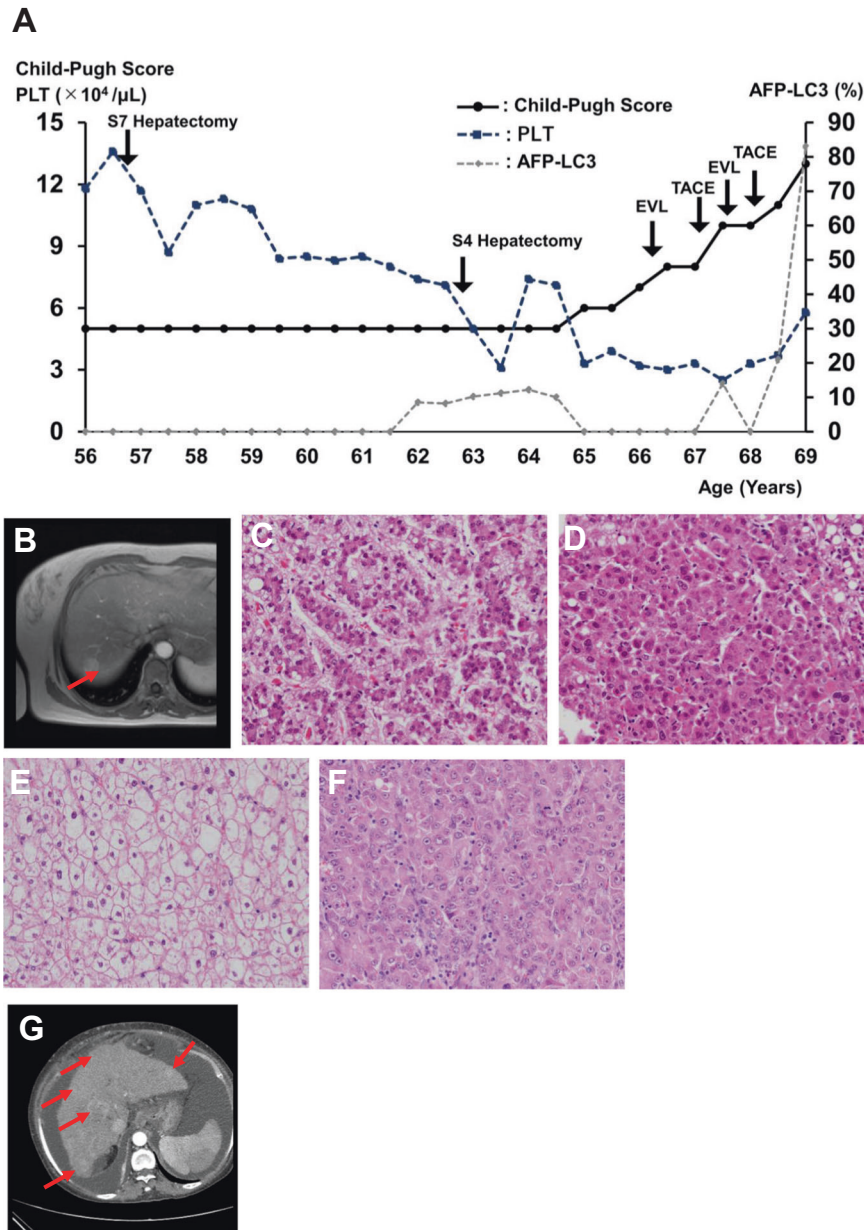 A
Child-Pugh Score
PLT (×10⁴/μL)
AFP-LC3 (%)
: Child-Pugh Score
: PLT
: AFP-LC3
S7 Hepatectomy
S4 Hepatectomy
EVL
TACE
EVL
TACE
15
12
9
6
3
0
90
80
70
60
50
40
30
20
10
0
56 57 58 59 60 61 62 63 64 65 66 67 68 69
Age (Years)
B
C
D
E
F
G